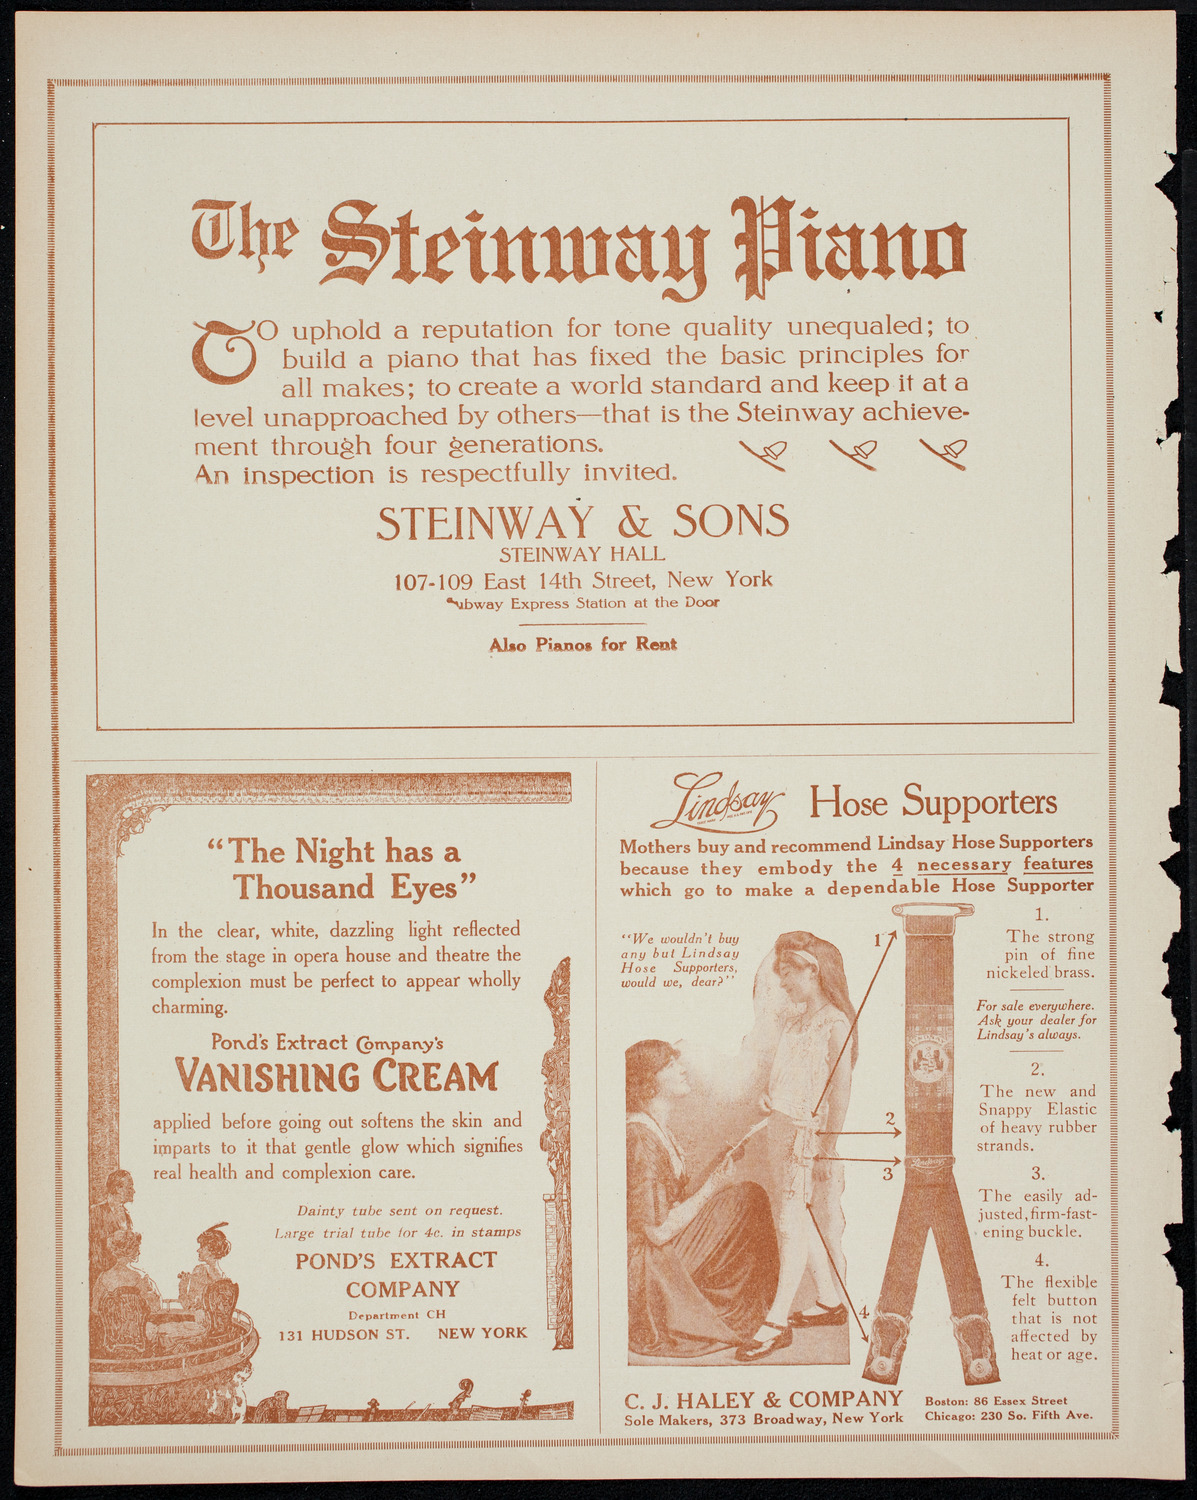 The Steinway Piano
TO uphold a reputation for tone quality unequaled; to
build a piano that has fixed the basic principles for
all makes; to create a world standard and keep it at a
level unapproached by others—that is the Steinway achieve-
ment through four generations.
An inspection is respectfully invited.
STEINWAY & SONS
STEINWAY HALL
107-109 East 14th Street, New York
Subway Express Station at the Door
Also Pianos for Rent
"The Night has a
Thousand Eyes"
In the clear, white, dazzling light reflected
from the stage in opera house and theatre the
complexion must be perfect to appear wholly
charming.
Pond's Extract Company's
VANISHING CREAM
applied before going out softens the skin and
imparts to it that gentle glow which signifies
real health and complexion care.
Dainty tube sent on request.
Large trial tube for 4c. in stamps
POND'S EXTRACT
COMPANY
Department CH
131 HUDSON ST. NEW YORK
Lindsay Hose Supporters
Mothers buy and recommend Lindsay Hose Supporters
because they embody the 4 necessary features
which go to make a dependable Hose Supporter
"We wouldn't buy
any but Lindsay
Hose Supporters,
would we, dear?"
1
2
3
4
Lindsay
1.
The strong
pin of fine
nickeled brass.
For sale everywhere.
Ask your dealer for
Lindsay's always.
2.
The new and
Snappy Elastic
of heavy rubber
strands.
3.
The easily ad-
justed, firm-fast-
ening buckle.
4.
The flexible
felt button
that is not
affected by
heat or age.
C. J. HALEY & COMPANY
Sole Makers, 373 Broadway, New York
Boston: 86 Essex Street
Chicago: 230 So. Fifth Ave.